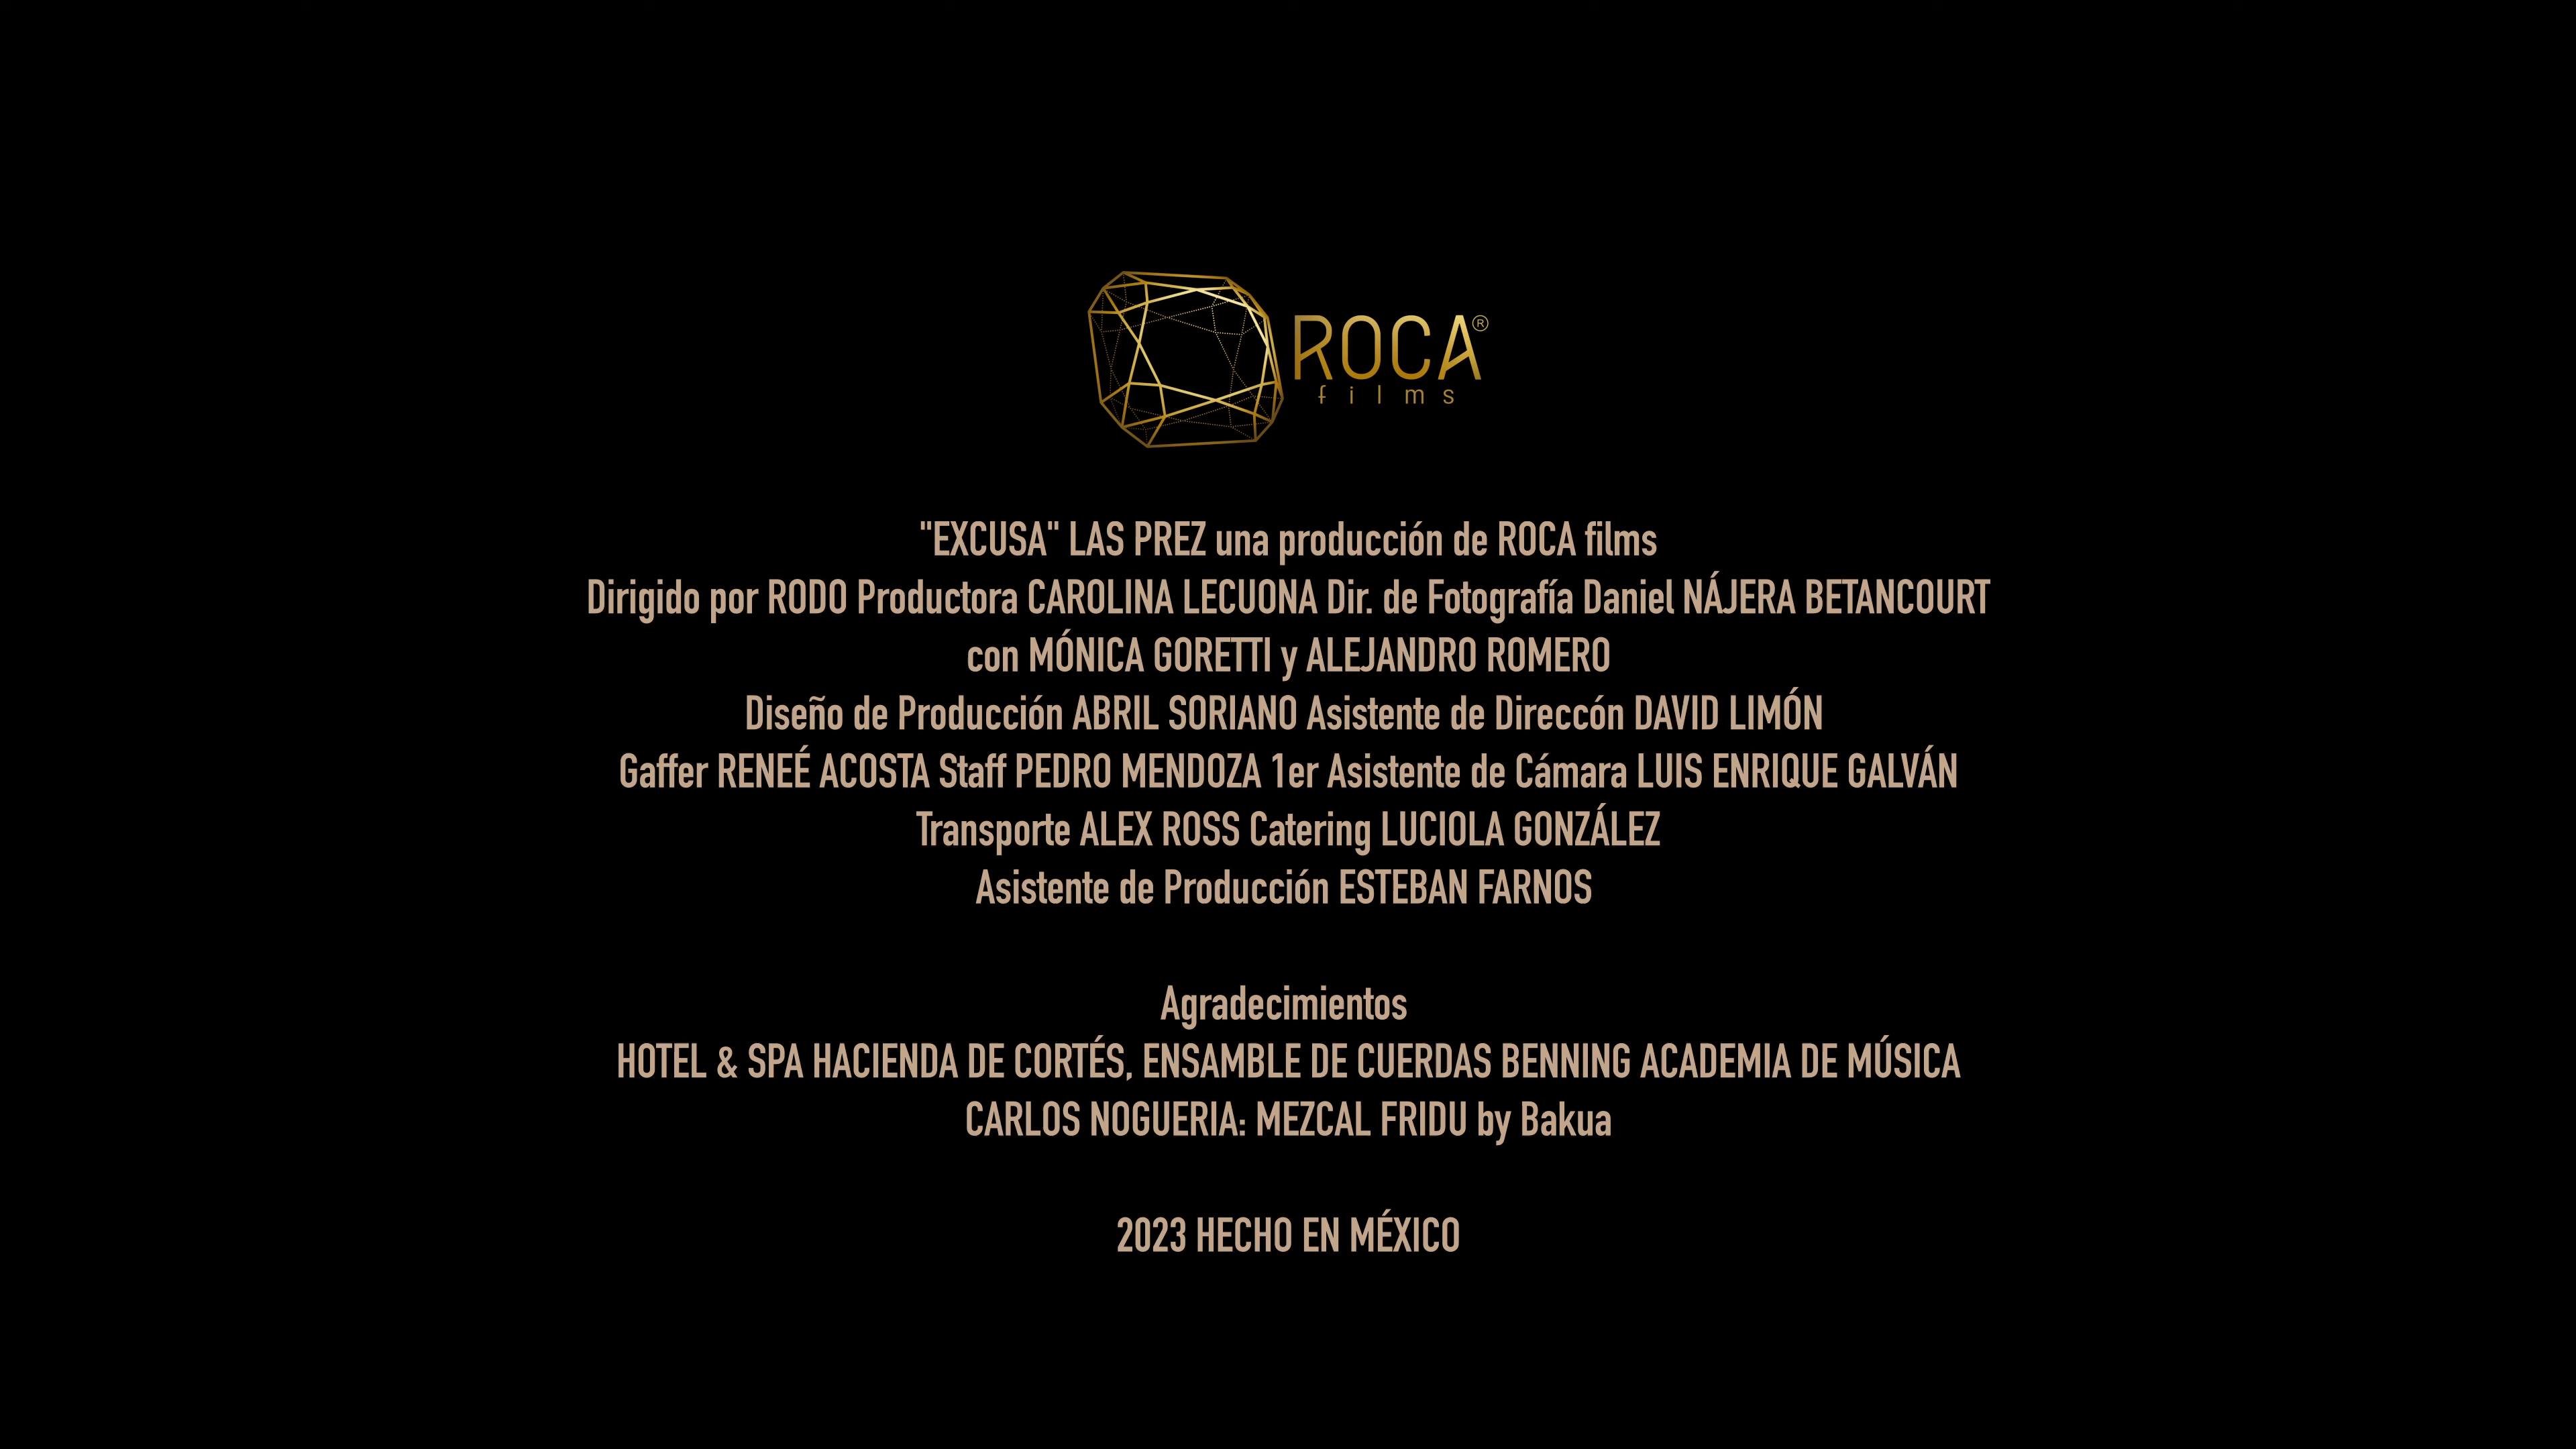 ROCA®
films
"EXCUSA" LAS PREZ una producción de ROCA films
Dirigido por RODO Productora CAROLINA LECUONA Dir. de Fotografía Daniel NÁJERA BETANCOURT
con MÓNICA GORETTI y ALEJANDRO ROMERO
Diseño de Producción ABRIL SORIANO Asistente de Direccón DAVID LIMÓN
Gaffer RENEÉ ACOSTA Staff PEDRO MENDOZA 1er Asistente de Cámara LUIS ENRIQUE GALVÁN
Transporte ALEX ROSS Catering LUCIOLA GONZÁLEZ
Asistente de Producción ESTEBAN FARNOS
Agradecimientos
HOTEL & SPA HACIENDA DE CORTÉS, ENSAMBLE DE CUERDAS BENNING ACADEMIA DE MÚSICA
CARLOS NOGUERIA: MEZCAL FRIDU by Bakua
2023 HECHO EN MÉXICO